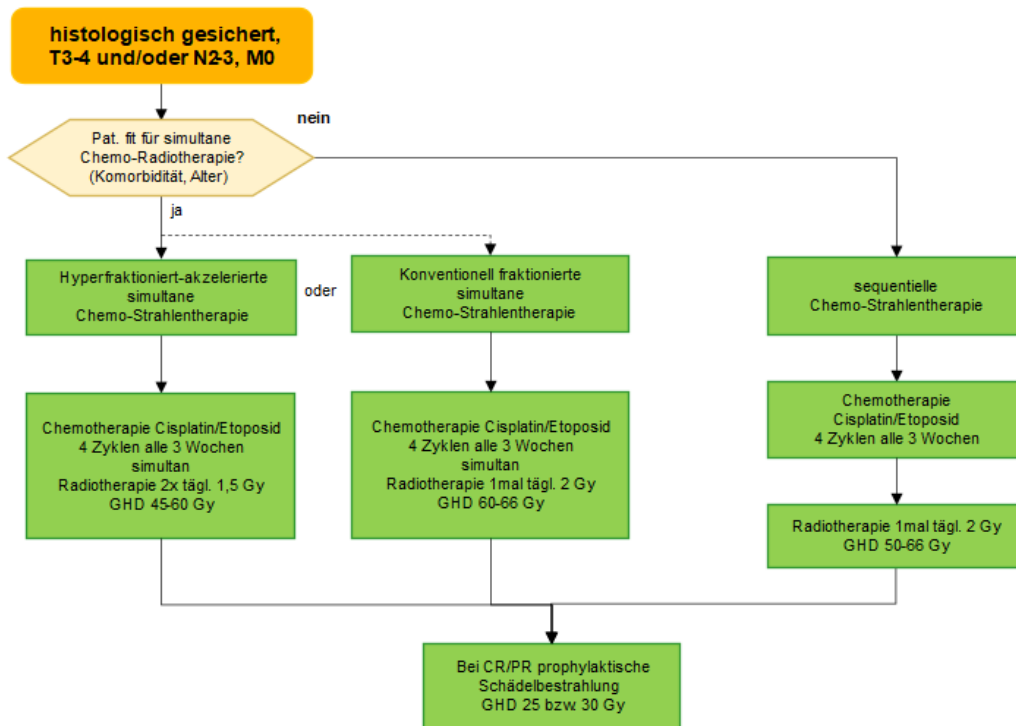 histologisch gesichert,
T3-4 und/oder N2-3, M0
nein
Pat. fit für simultane
Chemo-Radiotherapie?
(Komorbidität, Alter)
ja
Hyperfraktioniert-akzelerierte
simultane
Chemo-Strahlentherapie
oder
Konventionell fraktionierte
simultane
Chemo-Strahlentherapie
sequentielle
Chemo-Strahlentherapie
Chemotherapie Cisplatin/Etoposid
4 Zyklen alle 3 Wochen
simultan
Radiotherapie 2x tägl. 1,5 Gy
GHD 45-60 Gy
Chemotherapie Cisplatin/Etoposid
4 Zyklen alle 3 Wochen
simultan
Radiotherapie 1mal tägl. 2 Gy
GHD 60-66 Gy
Chemotherapie
Cisplatin/Etoposid
4 Zyklen alle 3 Wochen
Radiotherapie 1mal tägl. 2 Gy
GHD 50-66 Gy
Bei CR/PR prophylaktische
Schädelbestrahlung
GHD 25 bzw. 30 Gy